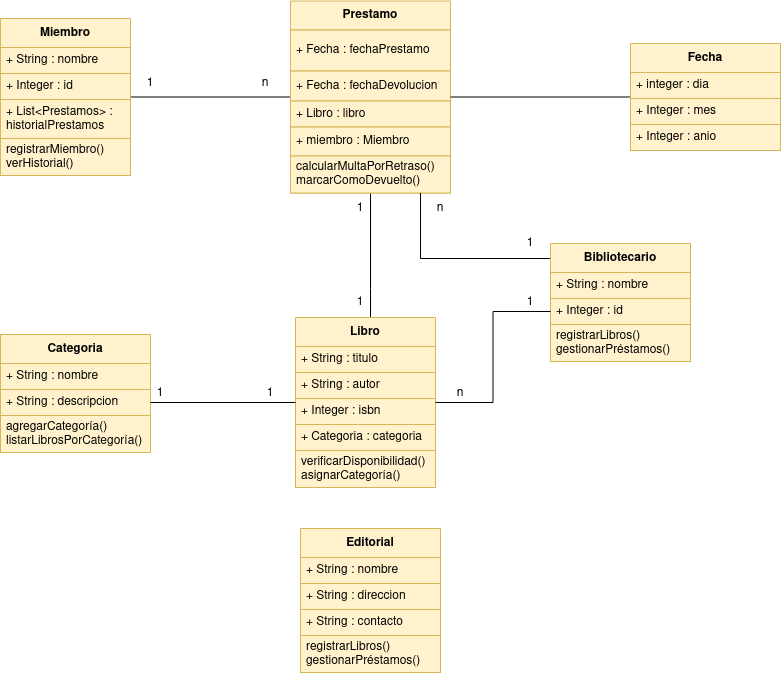 Miembro
+ String : nombre
+ Integer : id
+ List<Prestamos> :
historialPrestamos
registrarMiembro()
verHistorial()
1
n
Prestamo
+ Fecha : fechaPrestamo
+ Fecha : fechaDevolucion
+ Libro : libro
+ miembro : Miembro
calcularMultaPorRetraso()
marcarComoDevuelto()
Fecha
+ integer : dia
+ Integer : mes
+ Integer : anio
1
n
1
Bibliotecario
+ String : nombre
+ Integer : id
registrarLibros()
gestionarPréstamos()
1
1
Categoria
+ String : nombre
+ String : descripcion
agregarCategoría()
listarLibrosPorCategoría()
1
1
Libro
+ String : titulo
+ String : autor
+ Integer : isbn
+ Categoria : categoria
verificarDisponibilidad()
asignarCategoría()
n
Editorial
+ String : nombre
+ String : direccion
+ String : contacto
registrarLibros()
gestionarPréstamos()